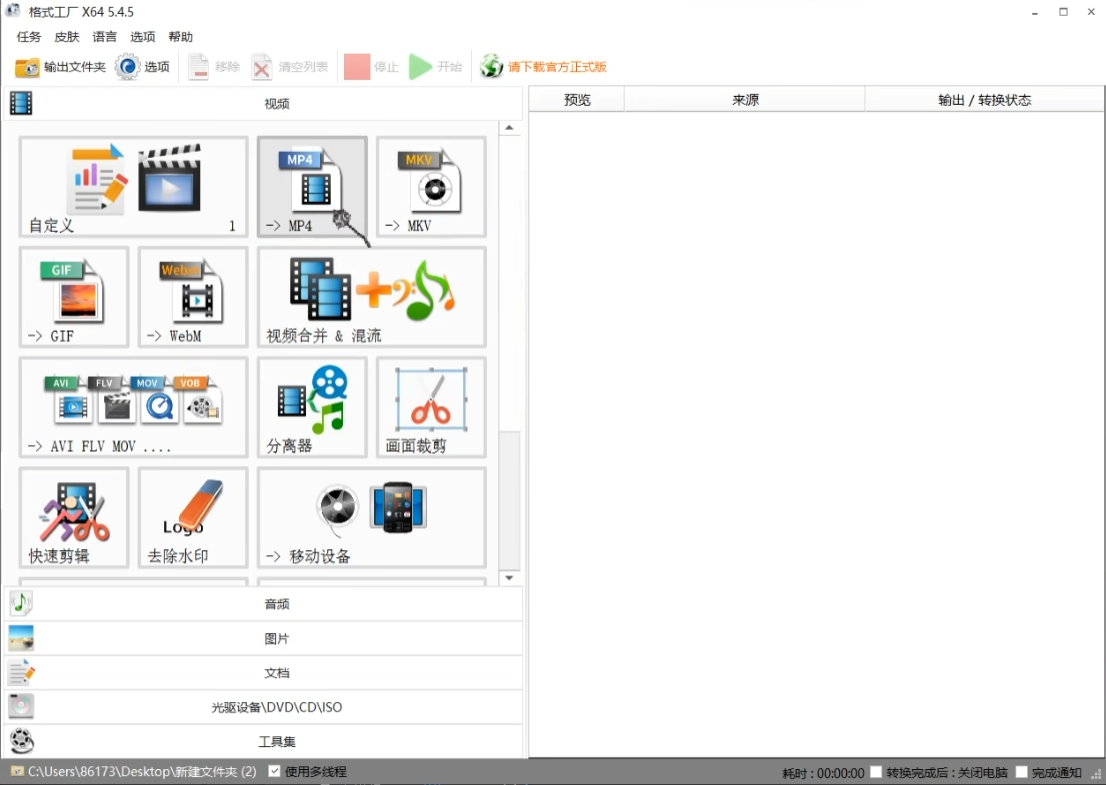 格式工厂 X64 5.4.5
任务 皮肤 语言 选项 帮助
输出文件夹 选项 移除 清空列表 停止 开始 请下载官方正式版
视频
预览 来源 输出 / 转换状态
MP4 MKV
自定义 1 -> MP4 -> MKV
GIF WebM
-> GIF -> WebM 视频合并 & 混流
AVI FLV MOV VOB
-> AVI FLV MOV .... 分离器 画面裁剪
Logo
快速剪辑 去除水印 -> 移动设备
音频
图片
文档
光驱设备\DVD\CD\ISO
工具集
C:\Users\86173\Desktop\新建文件夹 (2) 使用多线程 耗时 : 00:00:00 转换完成后 : 关闭电脑 完成通知